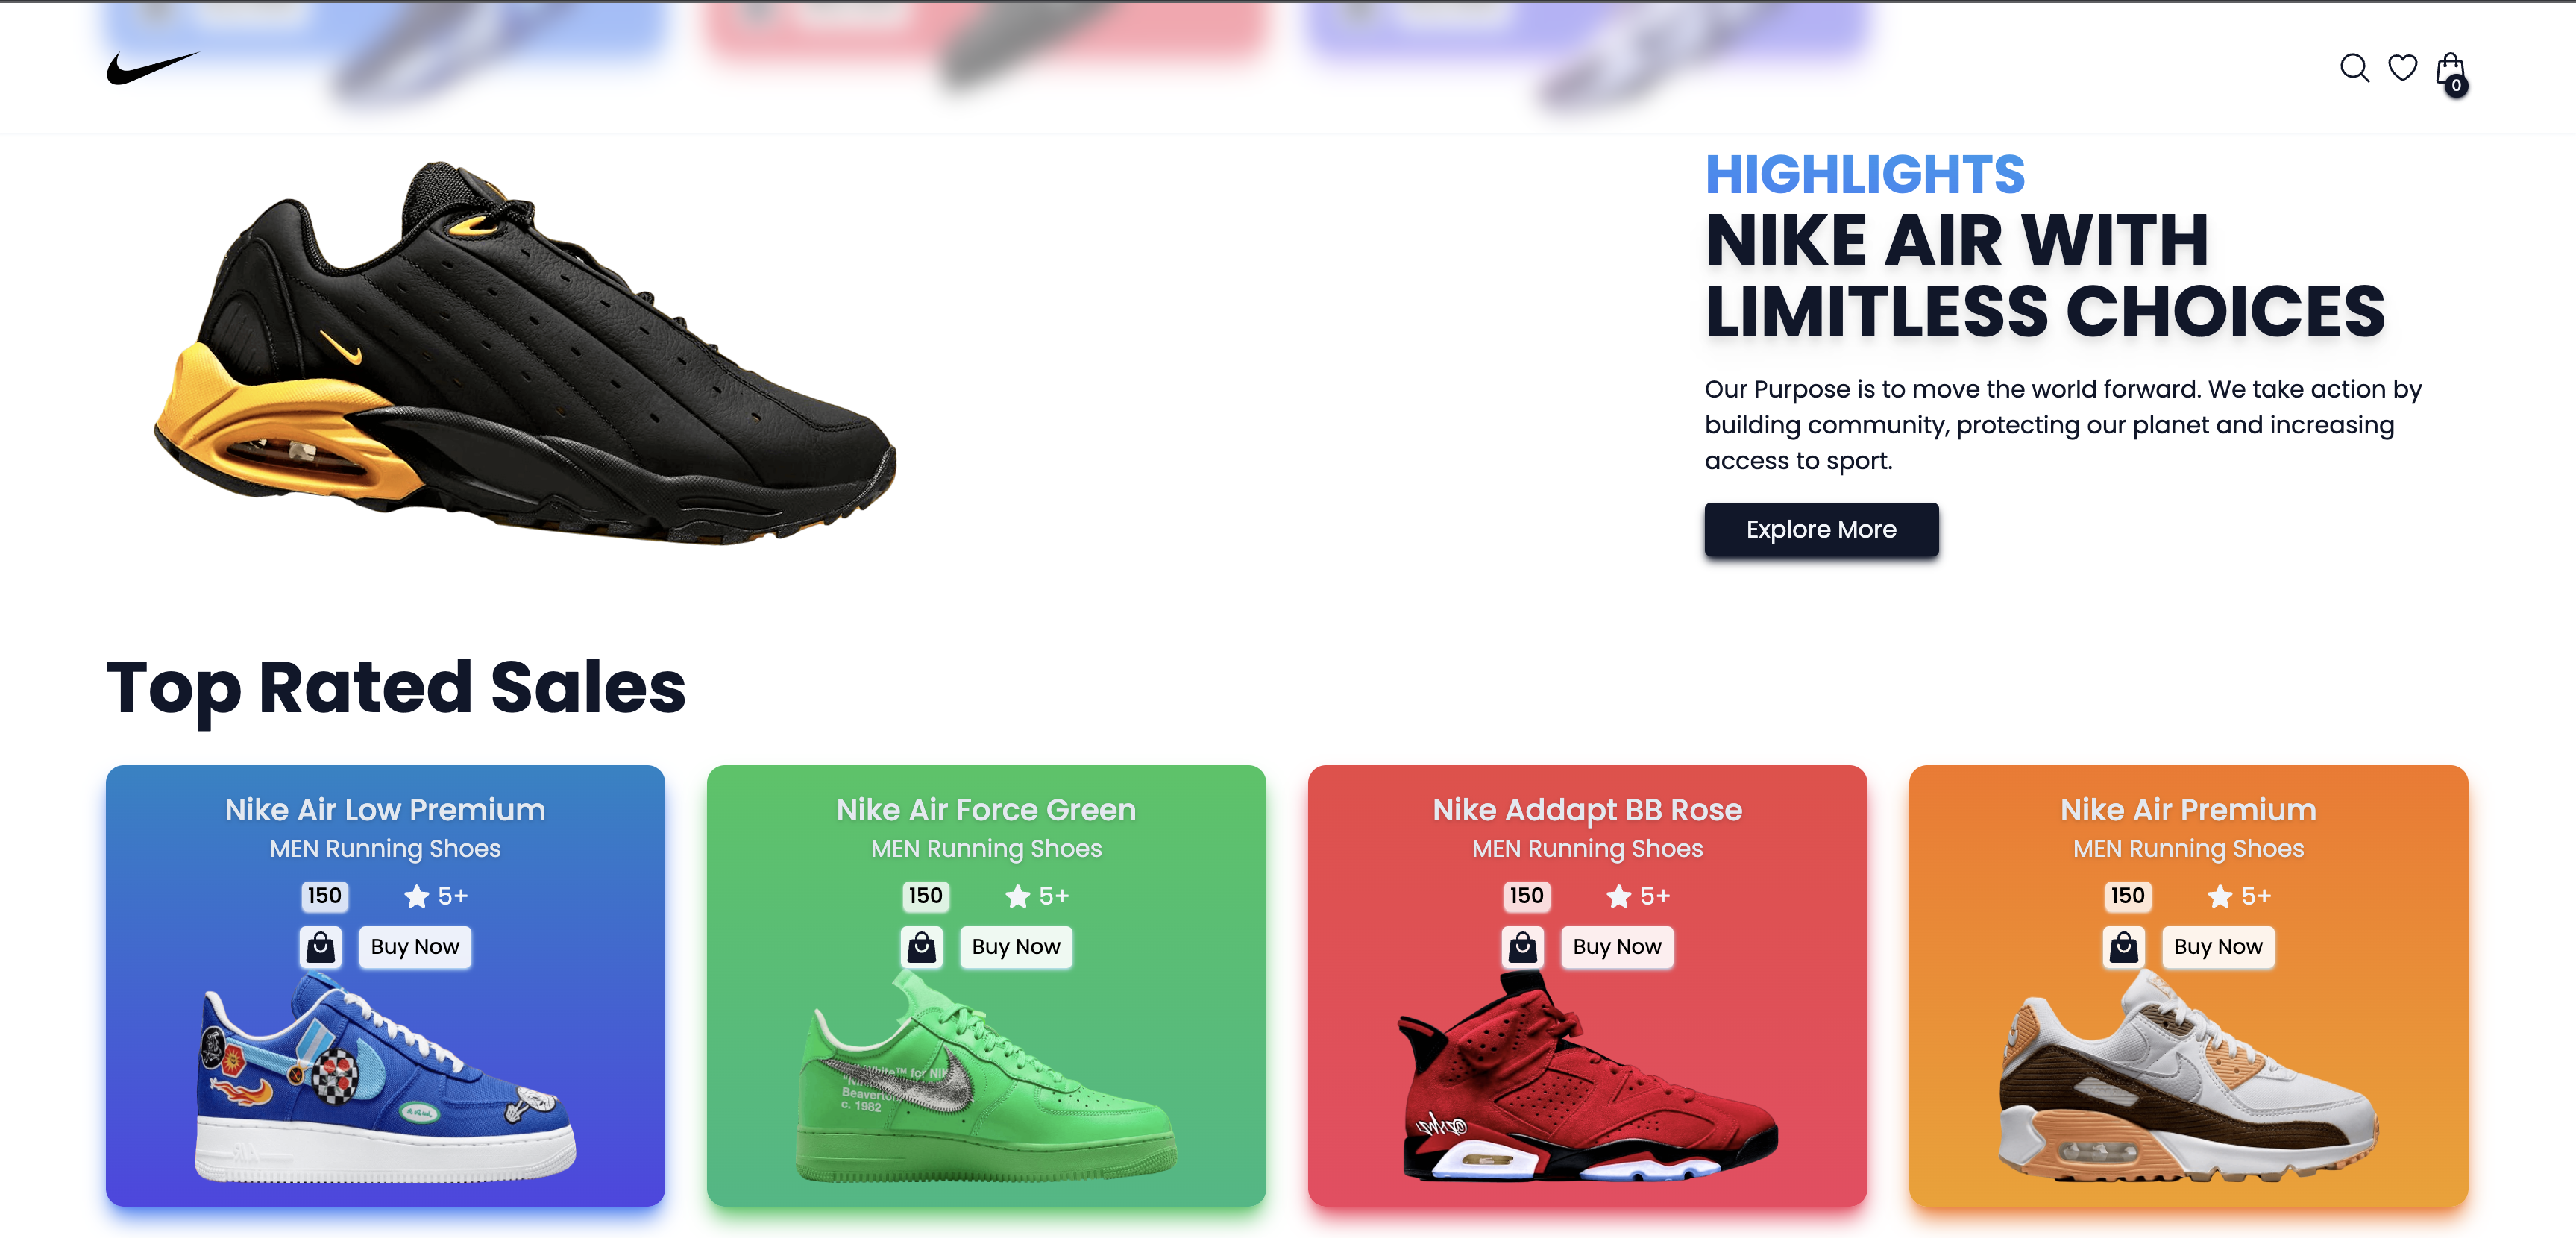 0
HIGHLIGHTS
NIKE AIR WITH
LIMITLESS CHOICES
Our Purpose is to move the world forward. We take action by
building community, protecting our planet and increasing
access to sport.
Explore More
Top Rated Sales
Nike Air Low Premium
MEN Running Shoes
150
5+
Buy Now
Nike Air Force Green
MEN Running Shoes
150
5+
Buy Now
for NIK
Beaverto
c. 1982
Nike Addapt BB Rose
MEN Running Shoes
150
5+
Buy Now
Nike Air Premium
MEN Running Shoes
150
5+
Buy Now